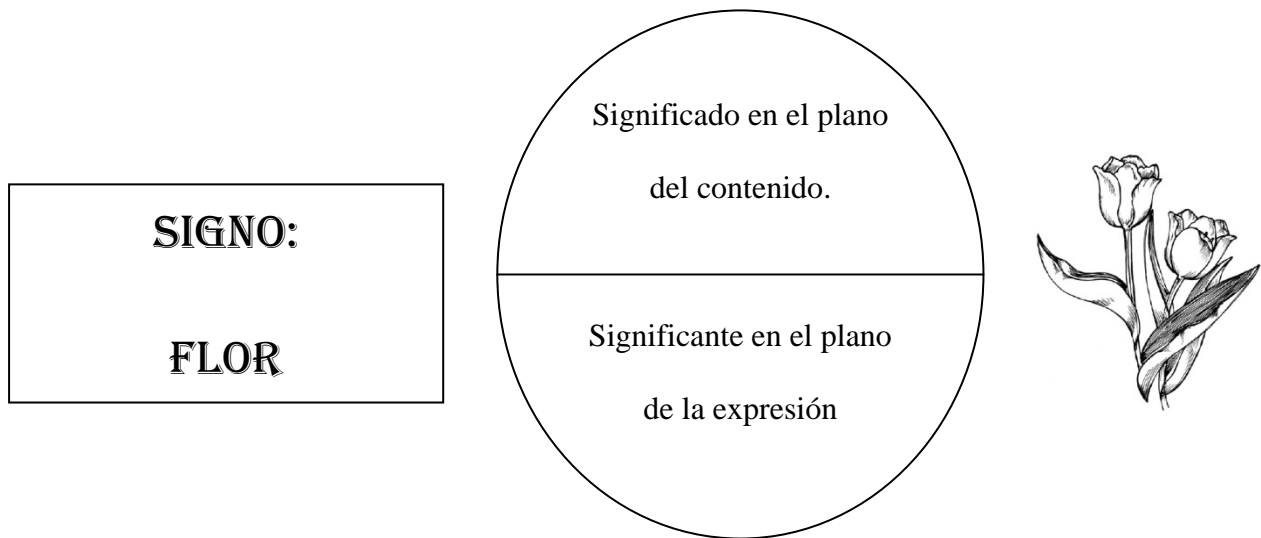 SIGNO:
FLOR
Significado en el plano
del contenido.
Significante en el plano
de la expresión